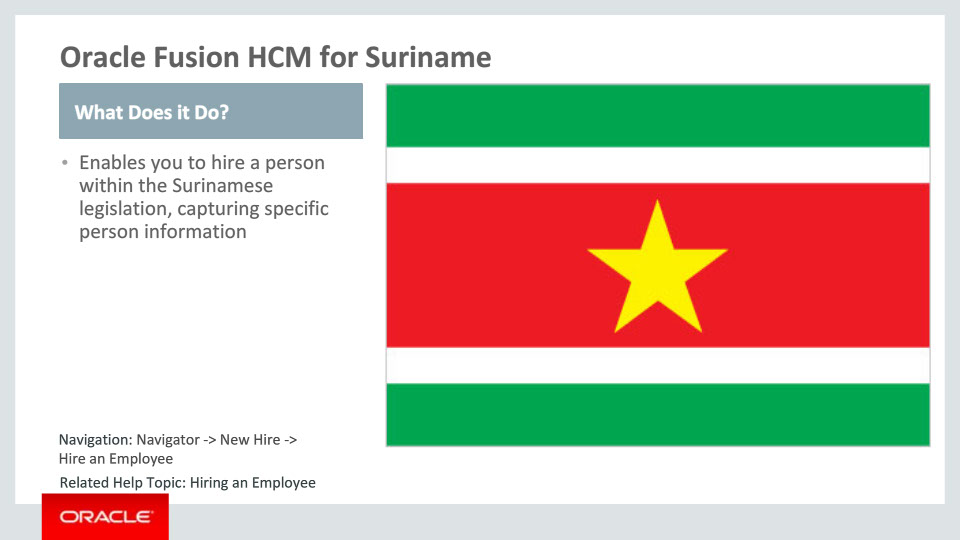 Oracle Fusion HCM for Suriname
What Does it Do?
• Enables you to hire a person
within the Surinamese
legislation, capturing specific
person information
Navigation: Navigator -> New Hire ->
Hire an Employee
Related Help Topic: Hiring an Employee
ORACLE